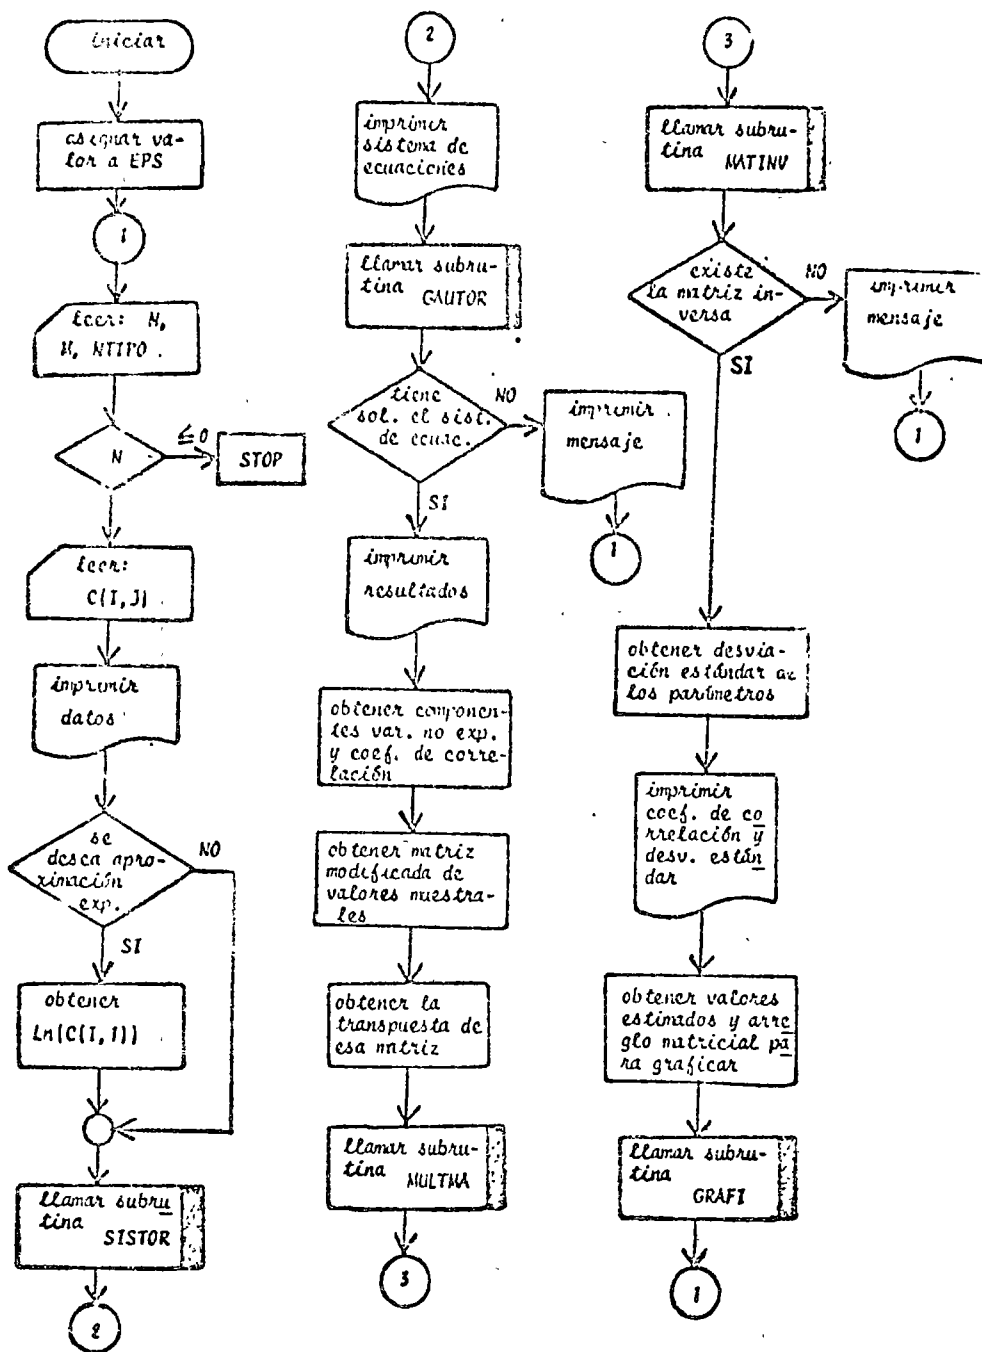 iniciar
asignar va-
lor a EPS
1
leer: N,
M, NTIPO.
N
≤ 0
STOP
leer:
C(I,J)
imprimir
datos
se
desea apro-
ximación
exp.
NO
SI
obtener
Ln(C(I,1))
llamar subru
tina
SISTOR
2
2
imprimir
sistema de
ecuaciones
llamar subru-
tina
GAUTOR
tiene
sol. el sist.
de ecuac.
NO
imprimir
mensaje
1
SI
imprimir
resultados
obtener componen-
tes var. no exp.
y coef. de corre-
lación
obtener matriz
modificada de
valores muestra-
les
obtener la
transpuesta de
esa matriz
llamar subru-
tina
MULTMA
3
3
llamar subru-
tina
MATINV
existe
la matriz in-
versa
NO
imprimir
mensaje
1
SI
obtener desvia-
ción estándar de
los parámetros
imprimir
coef. de co
rrelación y
desv. están
dar
obtener valores
estimados y arre
glo matricial pa
ra graficar
llamar subru-
tina
GRAFI
1